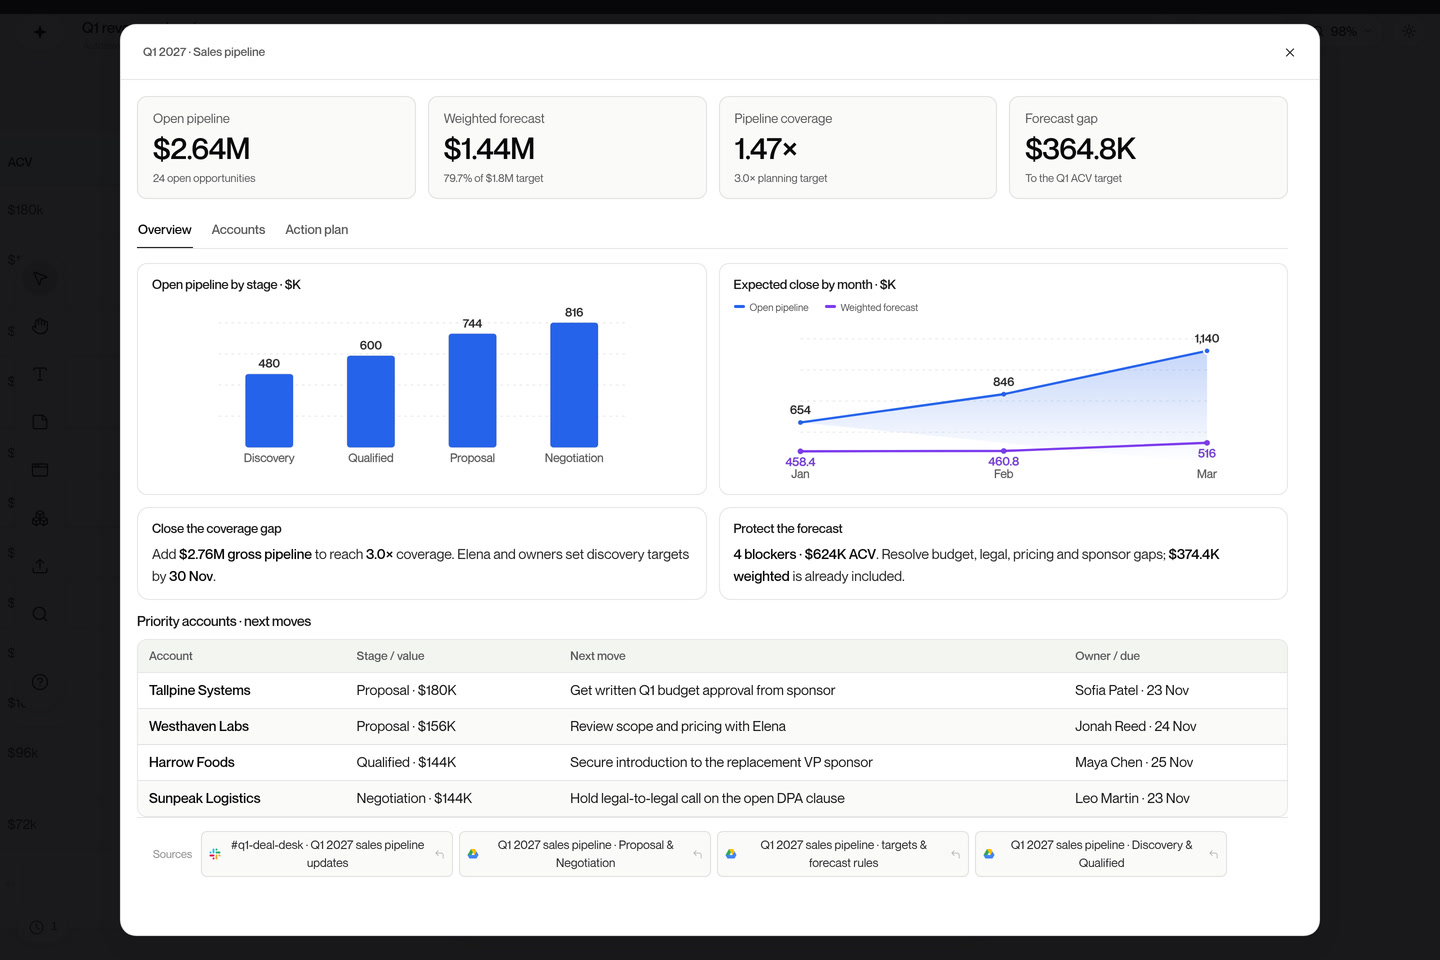 Q1 rev
98%
Q1 2027 · Sales pipeline
Open pipeline
$2.64M
24 open opportunities
Weighted forecast
$1.44M
79.7% of $1.8M target
Pipeline coverage
1.47×
3.0× planning target
Forecast gap
$364.8K
To the Q1 ACV target
ACV
$180k
$
$
$
$
$
$
$
$
$96k
$72k
Overview Accounts Action plan
Open pipeline by stage · $K
480
600
744
816
Discovery Qualified Proposal Negotiation
Expected close by month · $K
Open pipeline Weighted forecast
654
846
1,140
458.4
460.8
516
Jan Feb Mar
Close the coverage gap
Add $2.76M gross pipeline to reach 3.0× coverage. Elena and owners set discovery targets
by 30 Nov.
Protect the forecast
4 blockers · $624K ACV. Resolve budget, legal, pricing and sponsor gaps; $374.4K
weighted is already included.
Priority accounts · next moves
Account Stage / value Next move Owner / due
Tallpine Systems Proposal · $180K Get written Q1 budget approval from sponsor Sofia Patel · 23 Nov
Westhaven Labs Proposal · $156K Review scope and pricing with Elena Jonah Reed · 24 Nov
Harrow Foods Qualified · $144K Secure introduction to the replacement VP sponsor Maya Chen · 25 Nov
Sunpeak Logistics Negotiation · $144K Hold legal-to-legal call on the open DPA clause Leo Martin · 23 Nov
Sources
#q1-deal-desk · Q1 2027 sales pipeline
updates
Q1 2027 sales pipeline · Proposal &
Negotiation
Q1 2027 sales pipeline · targets &
forecast rules
Q1 2027 sales pipeline · Discovery &
Qualified